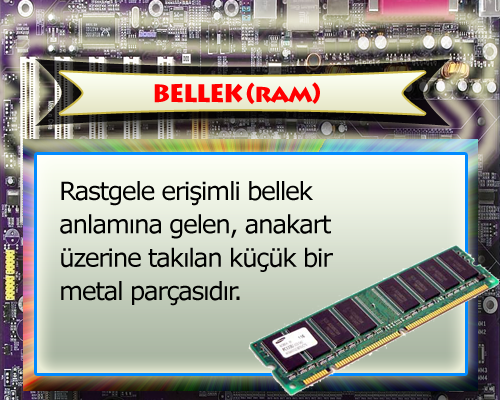 BELLEK (RAM)
Rastgele erişimli bellek
anlamına gelen, anakart
üzerine takılan küçük bir
metal parçasıdır.